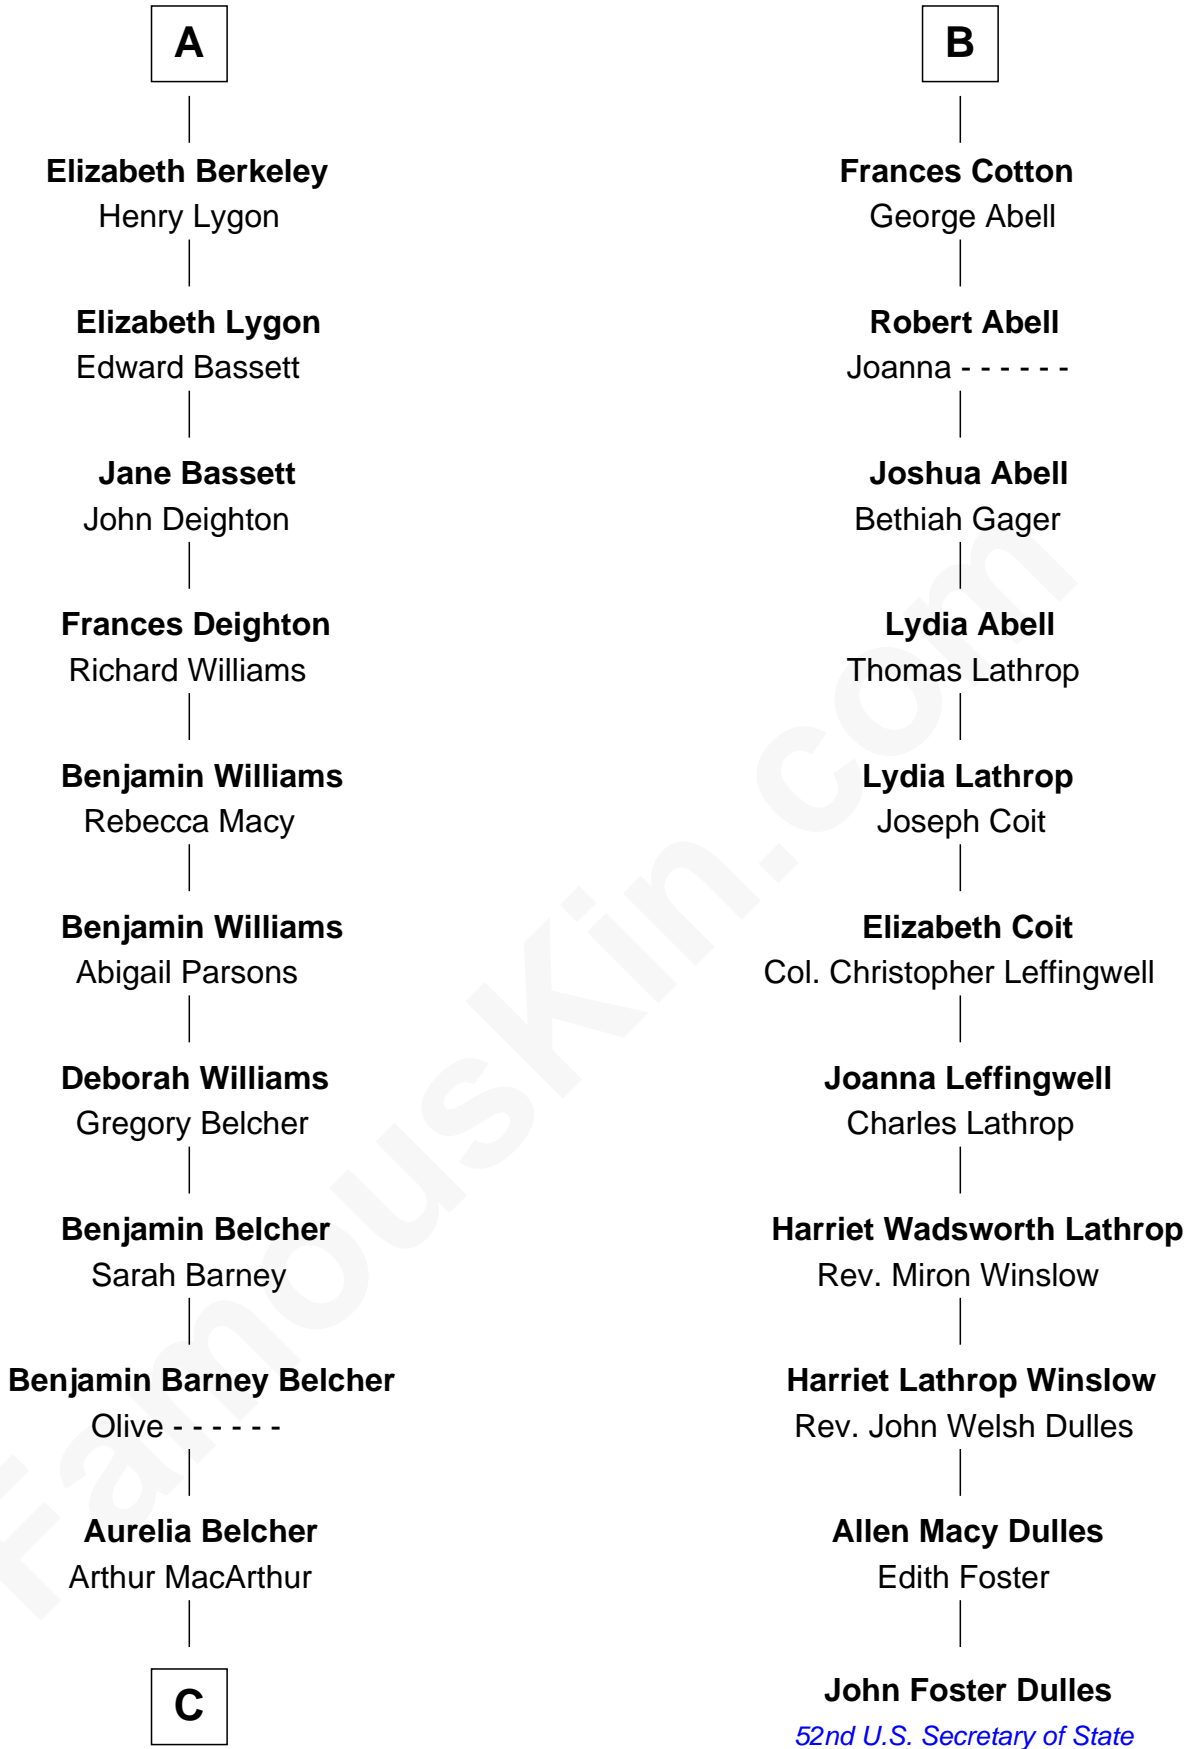 A
Elizabeth Berkeley
Henry Lygon
Elizabeth Lygon
Edward Bassett
Jane Bassett
John Deighton
Frances Deighton
Richard Williams
Benjamin Williams
Rebecca Macy
Benjamin Williams
Abigail Parsons
Deborah Williams
Gregory Belcher
Benjamin Belcher
Sarah Barney
Benjamin Barney Belcher
Olive - - - - - -
Aurelia Belcher
Arthur MacArthur
C
B
Frances Cotton
George Abell
Robert Abell
Joanna - - - - - -
Joshua Abell
Bethiah Gager
Lydia Abell
Thomas Lathrop
Lydia Lathrop
Joseph Coit
Elizabeth Coit
Col. Christopher Leffingwell
Joanna Leffingwell
Charles Lathrop
Harriet Wadsworth Lathrop
Rev. Miron Winslow
Harriet Lathrop Winslow
Rev. John Welsh Dulles
Allen Macy Dulles
Edith Foster
John Foster Dulles
52nd U.S. Secretary of State
FamousKin.com